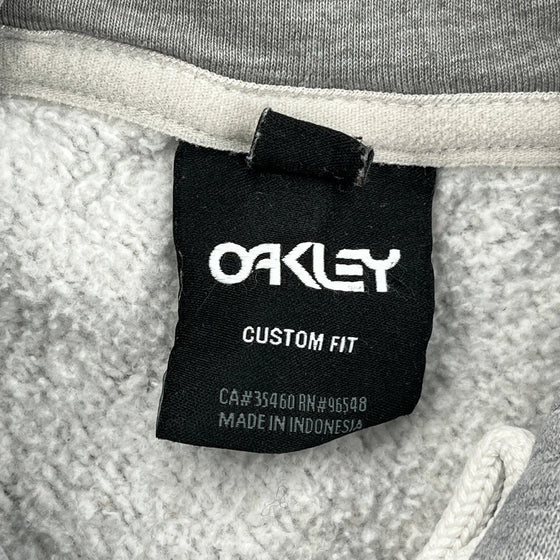 OAKLEY
CUSTOM FIT
CA#35460 RN#96548
MADE IN INDONESIA